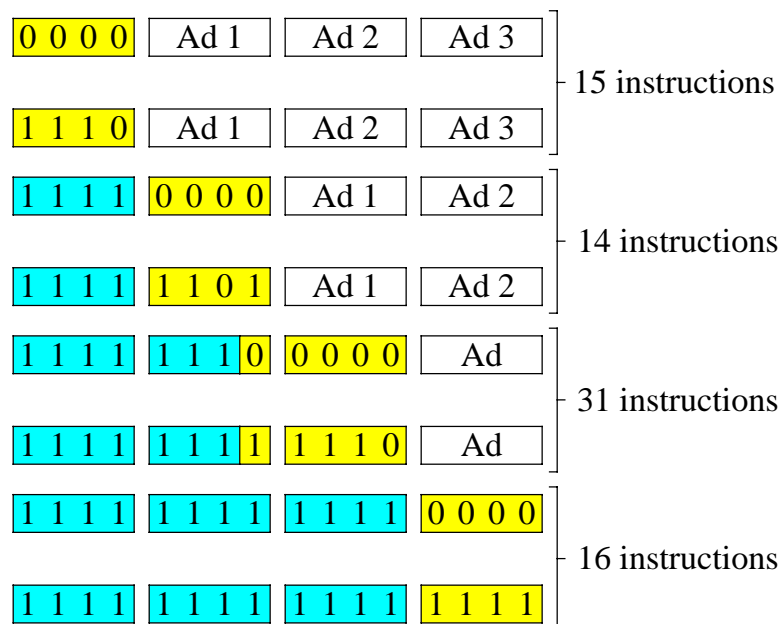 0 0 0 0 Ad 1 Ad 2 Ad 3
15 instructions
1 1 1 0 Ad 1 Ad 2 Ad 3
1 1 1 1 0 0 0 0 Ad 1 Ad 2
14 instructions
1 1 1 1 1 1 0 1 Ad 1 Ad 2
1 1 1 1 1 1 1 0 0 0 0 0 Ad
31 instructions
1 1 1 1 1 1 1 1 1 1 1 0 Ad
1 1 1 1 1 1 1 1 1 1 1 1 0 0 0 0
16 instructions
1 1 1 1 1 1 1 1 1 1 1 1 1 1 1 1